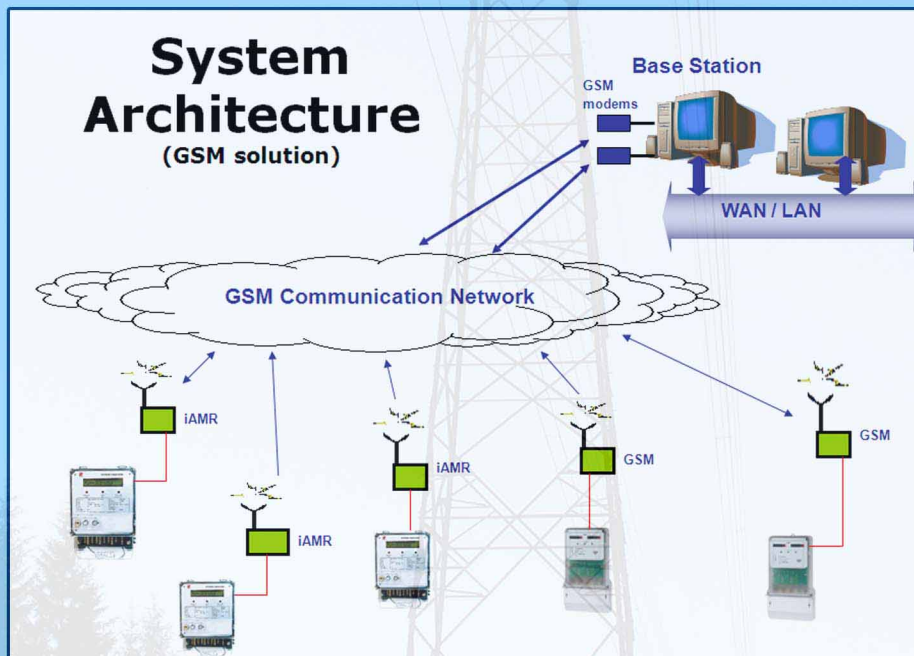 System
Architecture
(GSM solution)
Base Station
GSM
modems
WAN / LAN
GSM Communication Network
iAMR
iAMR
iAMR
GSM
GSM